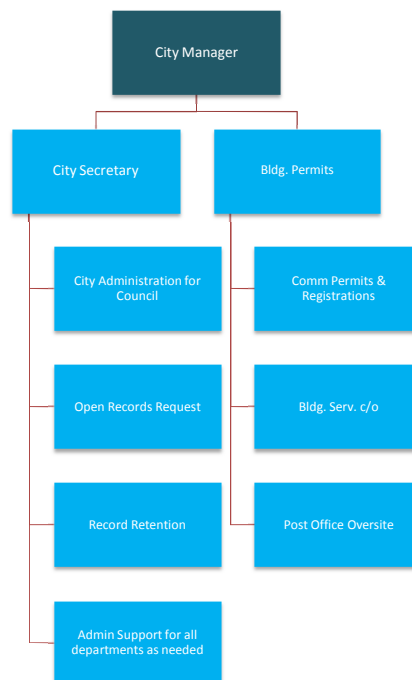 City Manager
City Secretary
Bldg. Permits
City Administration for
Council
Comm Permits &
Registrations
Open Records Request
Bldg. Serv. c/o
Record Retention
Post Office Oversite
Admin Support for all
departments as needed